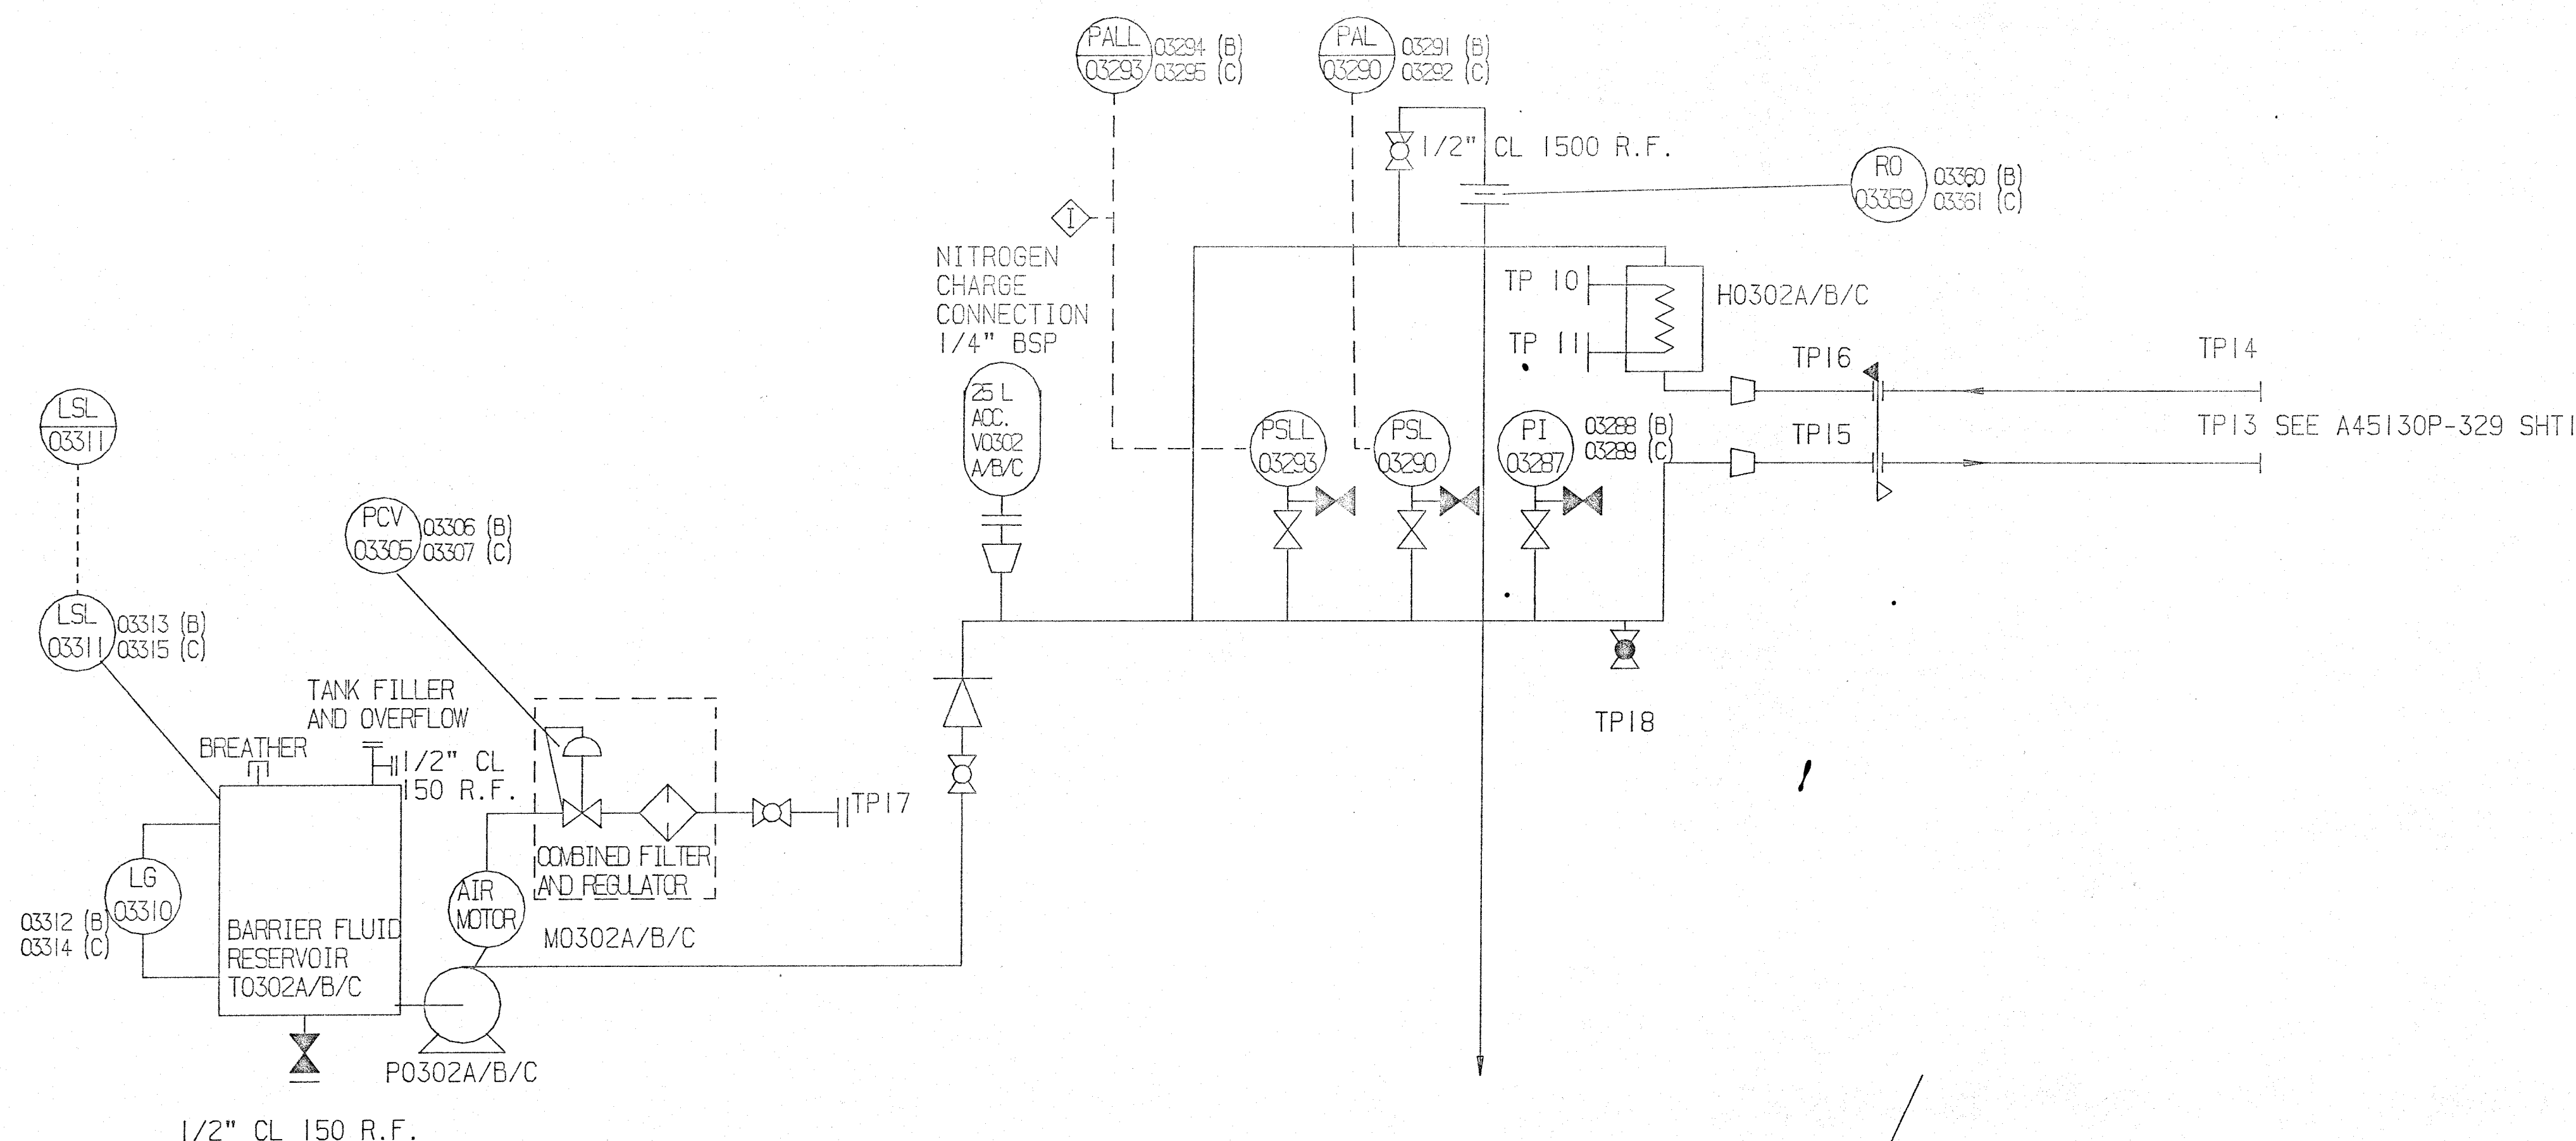 PALL
03293
03294 (B)
03295 (C)
PAL
03290
03291 (B)
03292 (C)
1/2" CL 1500 R.F.
RO
03359
03360 (B)
03361 (C)
I
NITROGEN
CHARGE
CONNECTION
1/4" BSP
TP 10
TP 11
H0302A/B/C
TP16
TP14
TP15
TP13 SEE A45130P-329 SHT1
25 L
ACC.
V0302
A/B/C
PSLL
03293
PSL
03290
PI
03287
03288 (B)
03289 (C)
LSL
03311
PCV
03305
03306 (B)
03307 (C)
LSL
03311
03313 (B)
03315 (C)
TANK FILLER
AND OVERFLOW
BREATHER
1/2" CL
150 R.F.
TP17
TP18
COMBINED FILTER
AND REGULATOR
LG
03310
03312 (B)
03314 (C)
AIR
MOTOR
M0302A/B/C
BARRIER FLUID
RESERVOIR
T0302A/B/C
P0302A/B/C
1/2" CL 150 R.F.